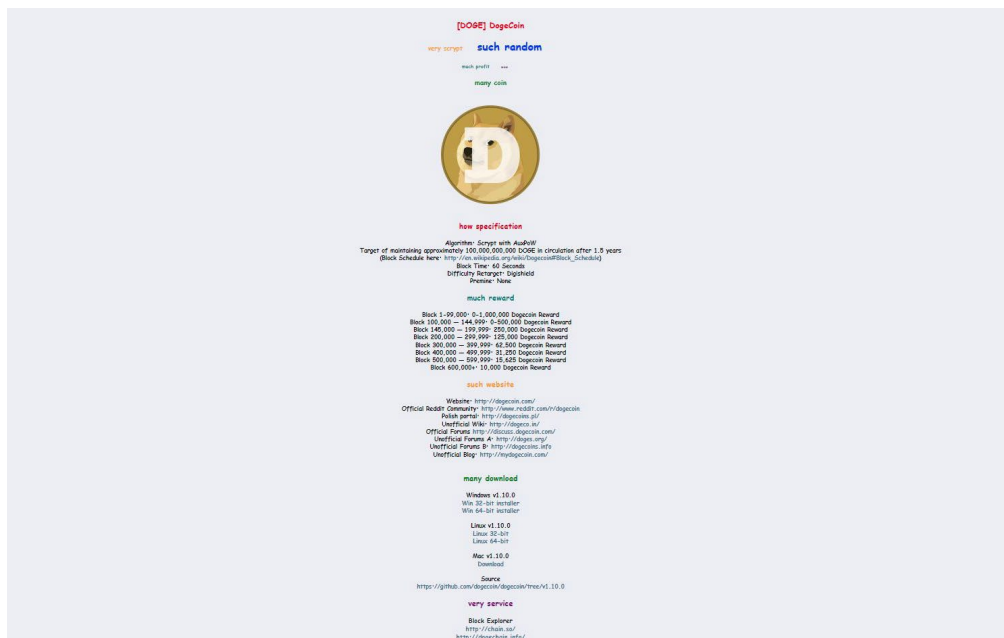 [DOGE] DogeCoin
very scrypt such random
much profit wow
many coin
D
how specification
Algorithm: Scrypt with AuxPoW
Target of maintaining approximately 100,000,000,000 DOGE in circulation after 1.5 years
(Block Schedule here: http://en.wikipedia.org/wiki/Dogecoin#Block_Schedule)
Block Time: 60 Seconds
Difficulty Retarget: Digishield
Premine: None
much reward
Block 1-99,000: 0-1,000,000 Dogecoin Reward
Block 100,000 — 144,999: 0-500,000 Dogecoin Reward
Block 145,000 — 199,999: 250,000 Dogecoin Reward
Block 200,000 — 299,999: 125,000 Dogecoin Reward
Block 300,000 — 399,999: 62,500 Dogecoin Reward
Block 400,000 — 499,999: 31,250 Dogecoin Reward
Block 500,000 — 599,999: 15,625 Dogecoin Reward
Block 600,000+: 10,000 Dogecoin Reward
such website
Website: http://dogecoin.com/
Official Reddit Community: http://www.reddit.com/r/dogecoin
Polish portal: http://dogecoins.pl/
Unofficial Wiki: http://dogeco.in/
Official Forums http://discuss.dogecoin.com/
Unofficial Forums A: http://doges.org/
Unofficial Forums B: http://dogecoins.info
Unofficial Blog: http://mydogecoin.com/
many download
Windows v1.10.0
Win 32-bit installer
Win 64-bit installer
Linux v1.10.0
Linux 32-bit
Linux 64-bit
Mac v1.10.0
Download
Source
https://github.com/dogecoin/dogecoin/tree/v1.10.0
very service
Block Explorer
http://chain.so/
http://dogechain.info/